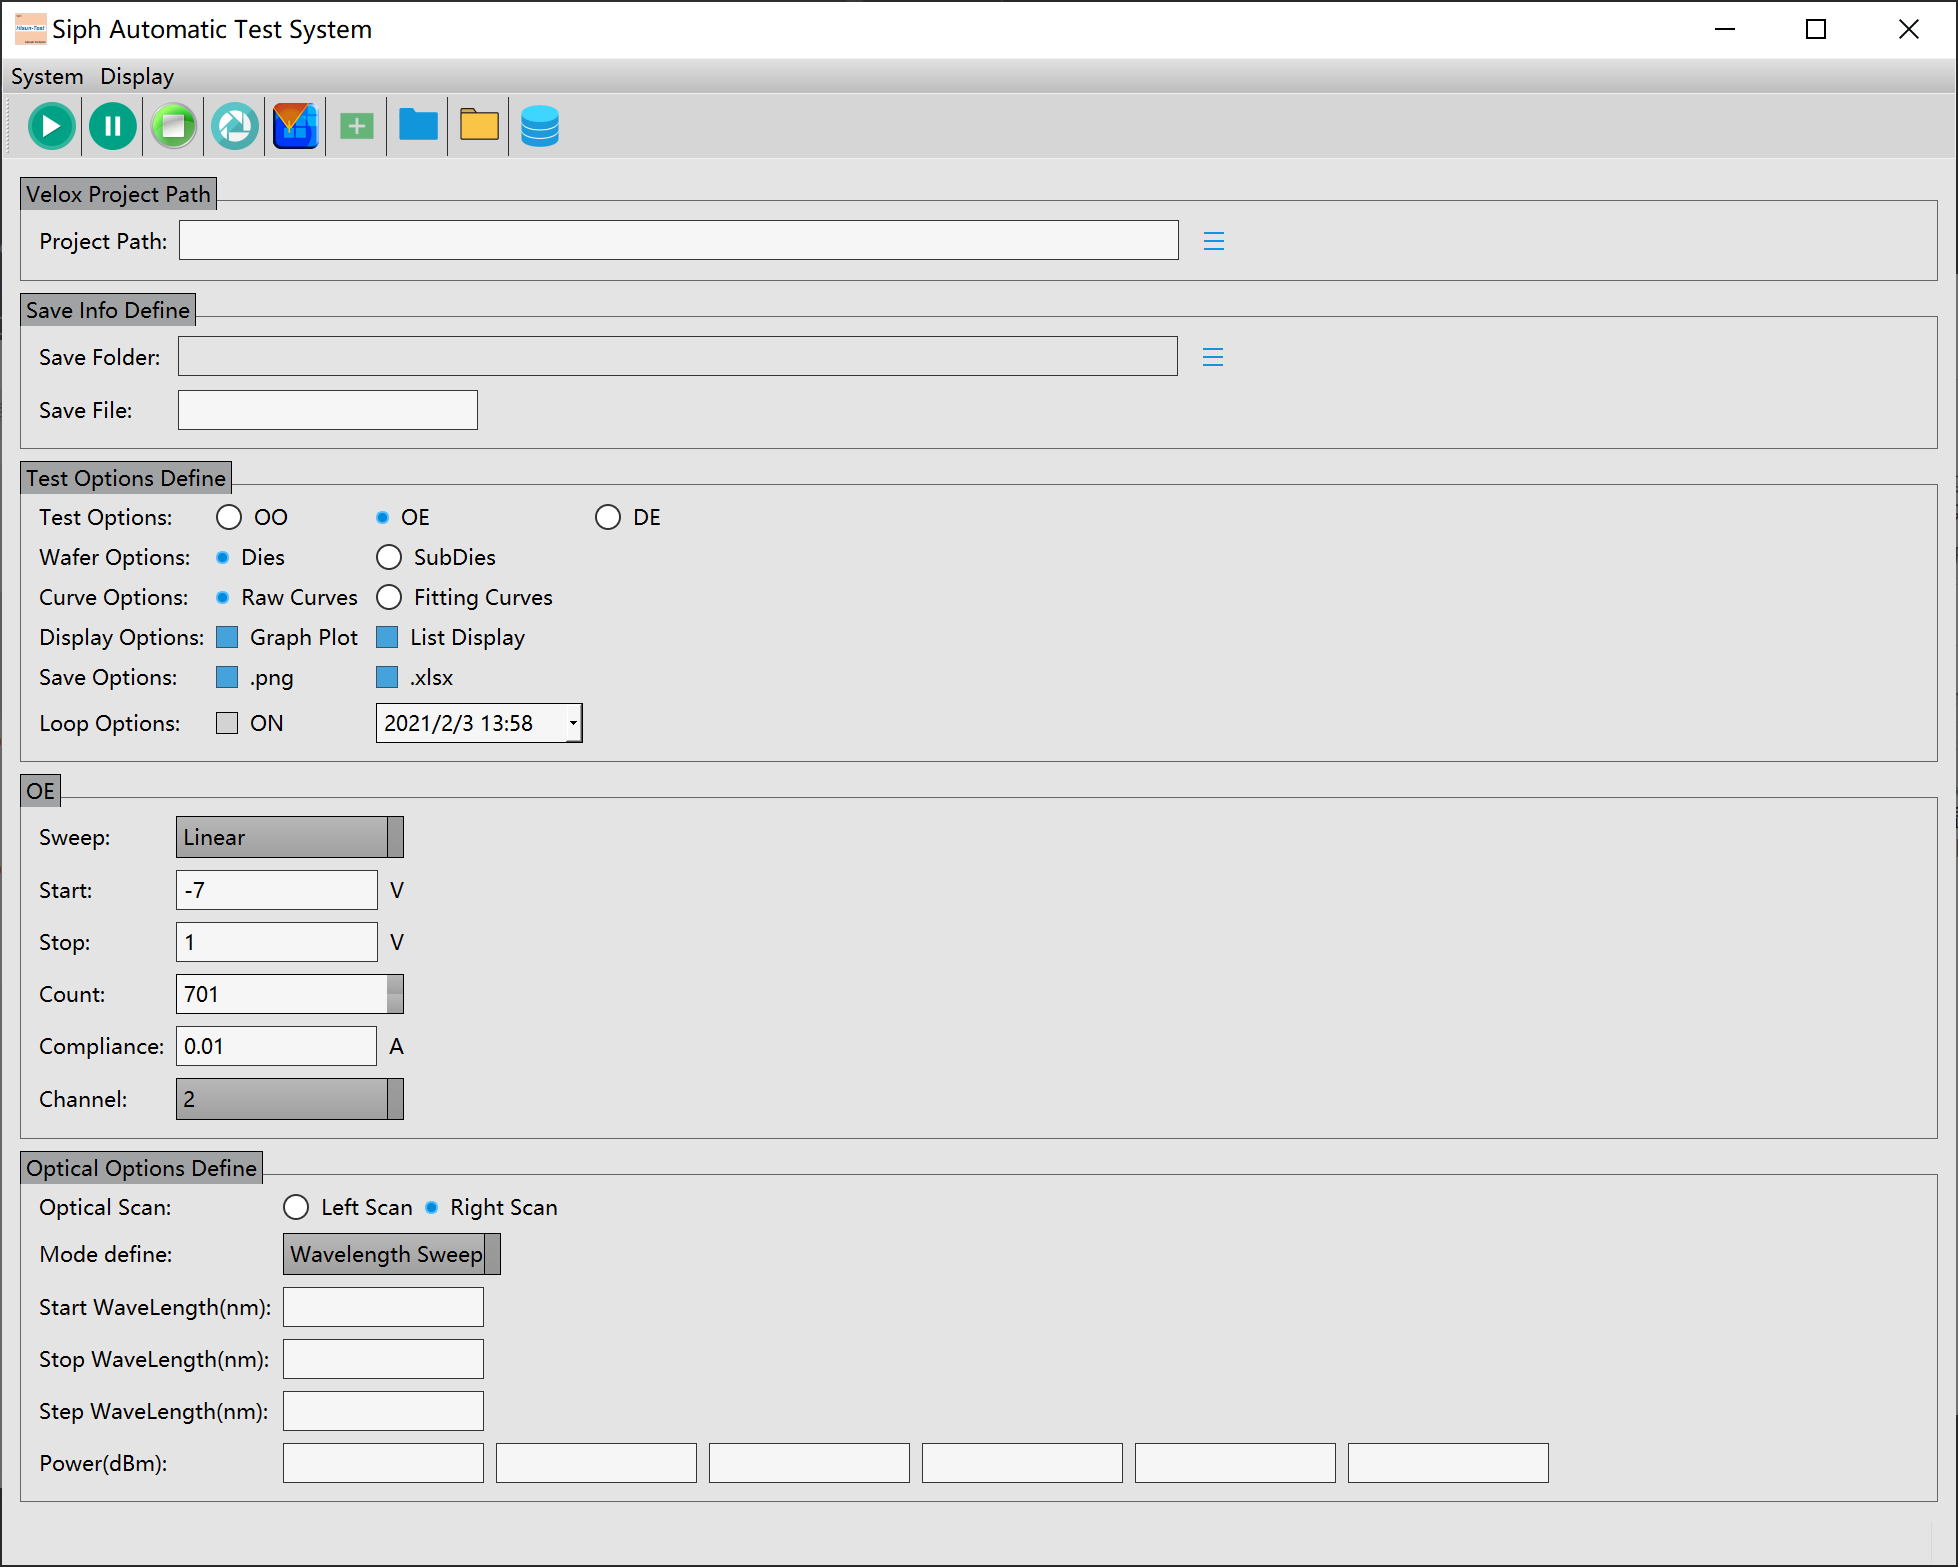 Siph Automatic Test System
System Display
Velox Project Path
Project Path:
Save Info Define
Save Folder:
Save File:
Test Options Define
Test Options: OO OE DE
Wafer Options: Dies SubDies
Curve Options: Raw Curves Fitting Curves
Display Options: Graph Plot List Display
Save Options: .png .xlsx
Loop Options: ON 2021/2/3 13:58
OE
Sweep: Linear
Start: -7 V
Stop: 1 V
Count: 701
Compliance: 0.01 A
Channel: 2
Optical Options Define
Optical Scan: Left Scan Right Scan
Mode define: Wavelength Sweep
Start WaveLength(nm):
Stop WaveLength(nm):
Step WaveLength(nm):
Power(dBm):